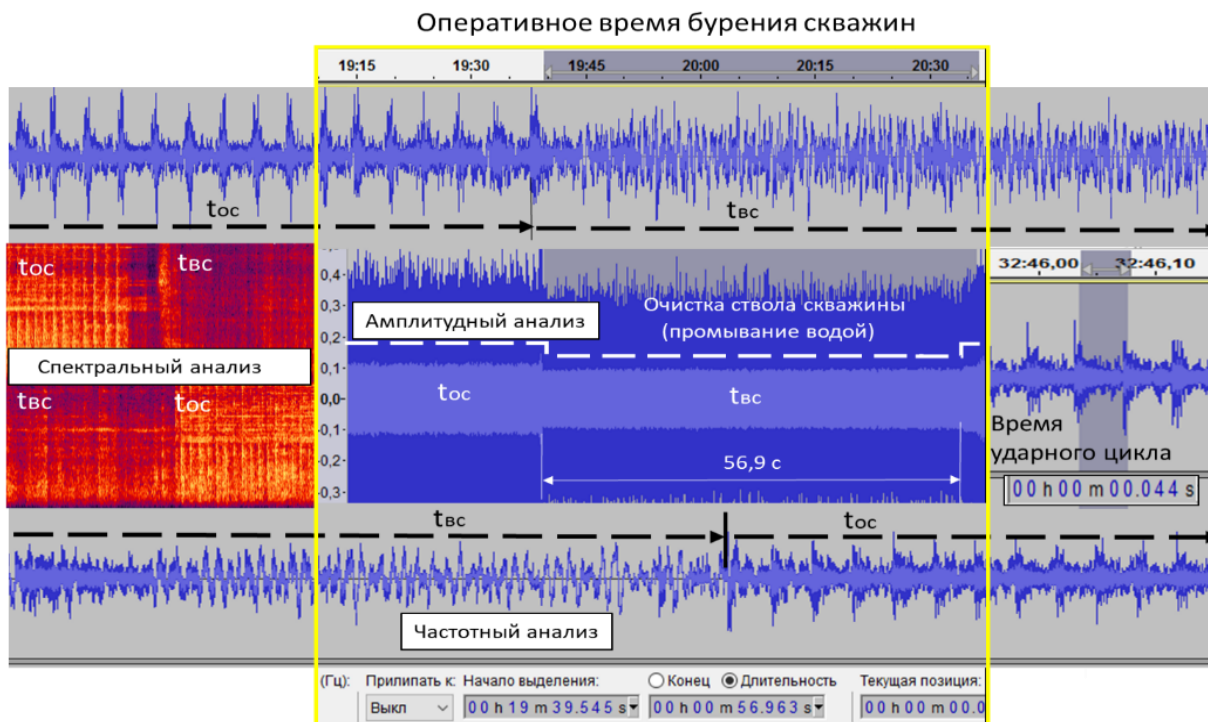 Оперативное время бурения скважин
19:15 19:30 19:45 20:00 20:15 20:30
tос tвс
tос tвс
Спектральный анализ
tвс tос
0,4
0,3
0,2
0,1
0,0
-0,1
-0,2
-0,3
Амплитудный анализ
Очистка ствола скважины
(промывание водой)
tос tвс
56,9 с
32:46,00 32:46,10
Время
ударного цикла
00 h 00 m 00.044 s
tвс tос
Частотный анализ
(Гц): Прилипать к: Начало выделения: Конец Длительность Текущая позиция:
Выкл 00 h 19 m 39.545 s 00 h 00 m 56.963 s 00 h 00 m 00.0